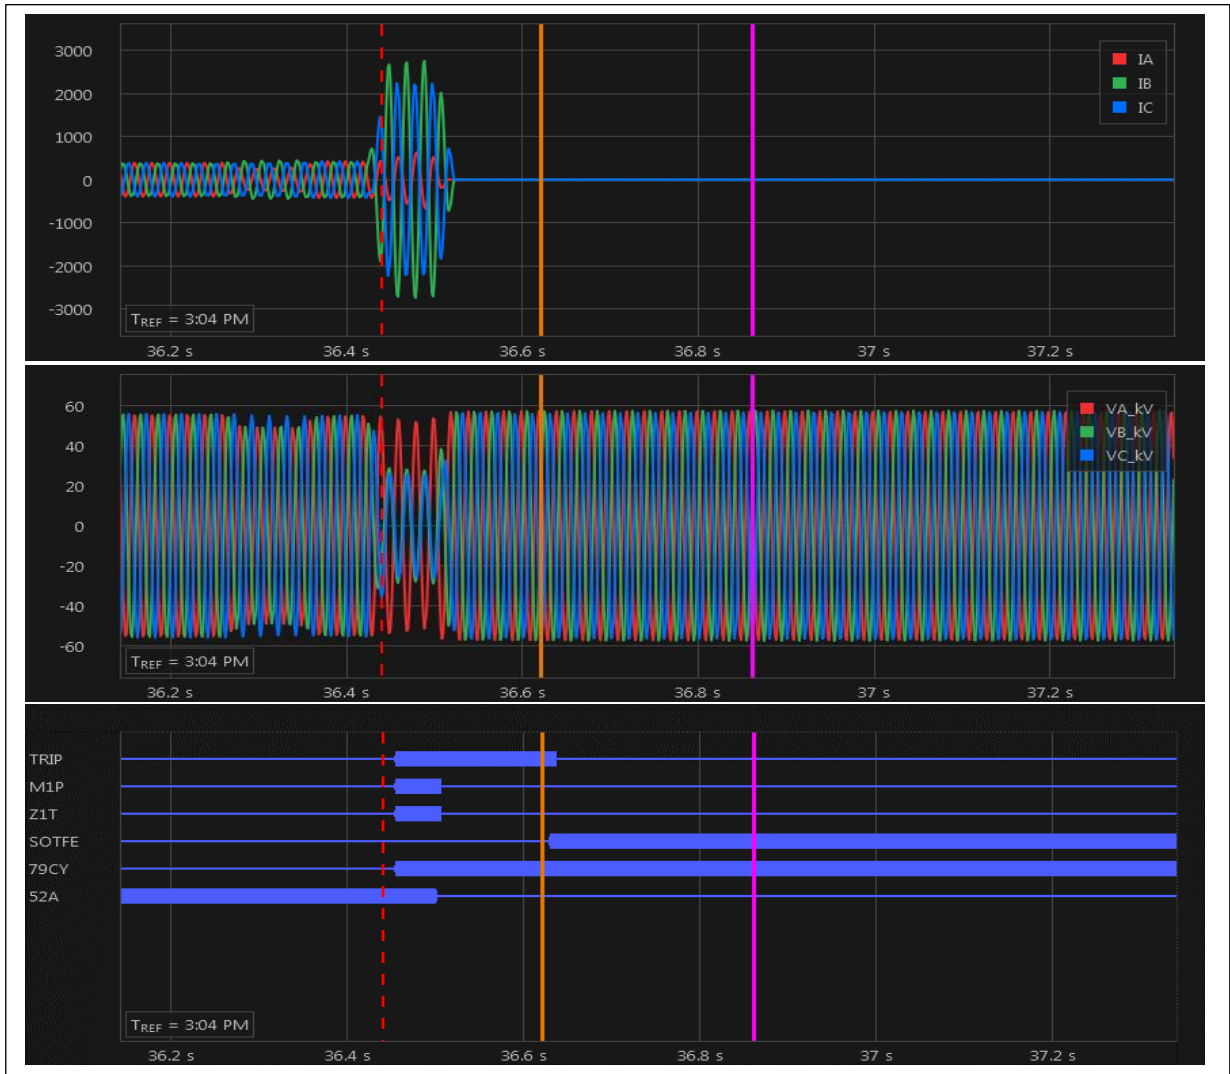 3000
2000
1000
0
-1000
-2000
-3000
IA
IB
IC
T_REF = 3:04 PM
36.2 s 36.4 s 36.6 s 36.8 s 37 s 37.2 s
60
40
20
0
-20
-40
-60
VA_kV
VB_kV
VC_kV
T_REF = 3:04 PM
36.2 s 36.4 s 36.6 s 36.8 s 37 s 37.2 s
TRIP
M1P
Z1T
SOTFE
79CY
52A
T_REF = 3:04 PM
36.2 s 36.4 s 36.6 s 36.8 s 37 s 37.2 s